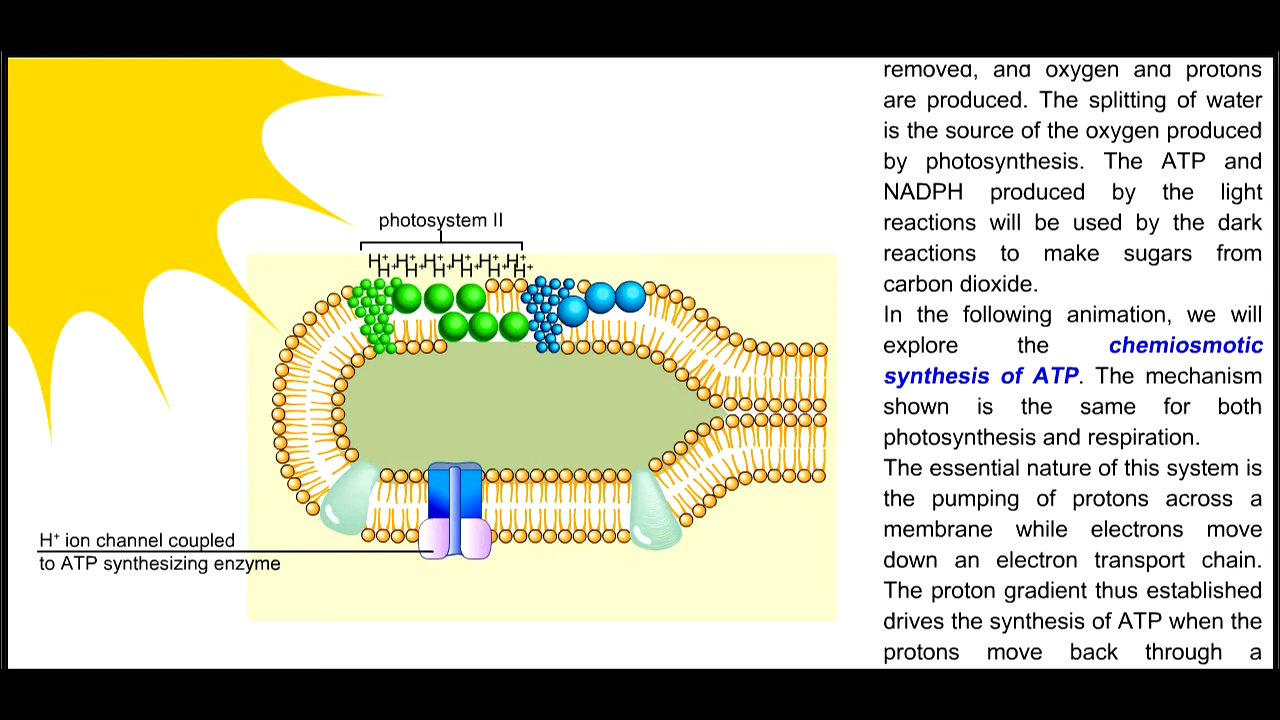 photosystem II
H⁺ H⁺ H⁺ H⁺ H⁺ H⁺
H⁺ H⁺ H⁺ H⁺ H⁺ H⁺
H⁺ ion channel coupled
to ATP synthesizing enzyme
removed, and oxygen and protons
are produced. The splitting of water
is the source of the oxygen produced
by photosynthesis. The ATP and
NADPH produced by the light
reactions will be used by the dark
reactions to make sugars from
carbon dioxide.
In the following animation, we will
explore the chemiosmotic
synthesis of ATP. The mechanism
shown is the same for both
photosynthesis and respiration.
The essential nature of this system is
the pumping of protons across a
membrane while electrons move
down an electron transport chain.
The proton gradient thus established
drives the synthesis of ATP when the
protons move back through a